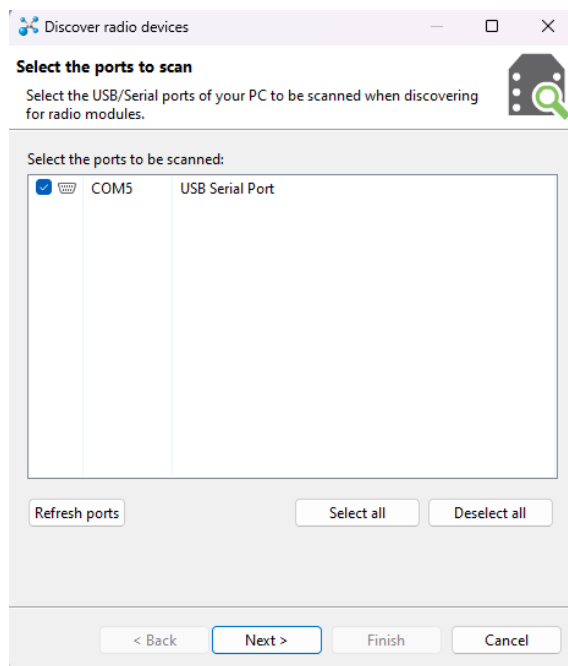 Discover radio devices
Select the ports to scan
Select the USB/Serial ports of your PC to be scanned when discovering
for radio modules.
Select the ports to be scanned:
COM5 USB Serial Port
Refresh ports Select all Deselect all
< Back Next > Finish Cancel